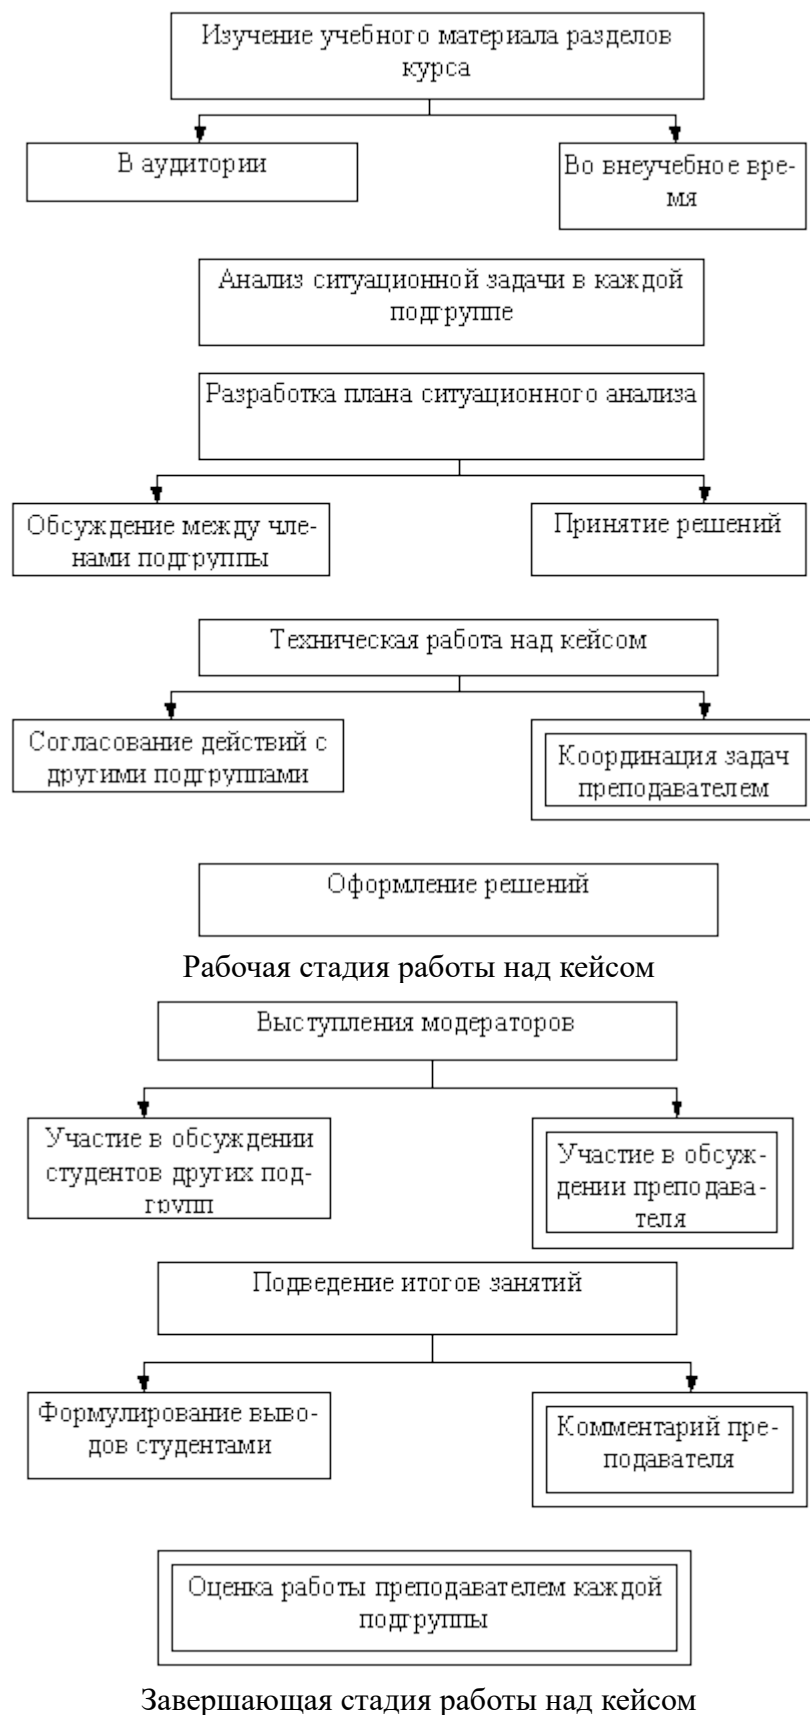 Изучение учебного материала разделов
курса
В аудитории
Во внеучебное вре-
мя
Анализ ситуационной задачи в каждой
подгруппе
Разработка плана ситуационного анализа
Обсуждение между чле-
нами подгруппы
Принятие решений
Техническая работа над кейсом
Согласование действий с
другими подгруппами
Координация задач
преподавателем
Оформление решений
Рабочая стадия работы над кейсом
Выступления модераторов
Участие в обсуждении
студентов других под-
групп
Участие в обсуж-
дении преподава-
теля
Подведение итогов занятий
Формулирование выво-
дов студентами
Комментарий пре-
подавателя
Оценка работы преподавателем каждой
подгруппы
Завершающая стадия работы над кейсом